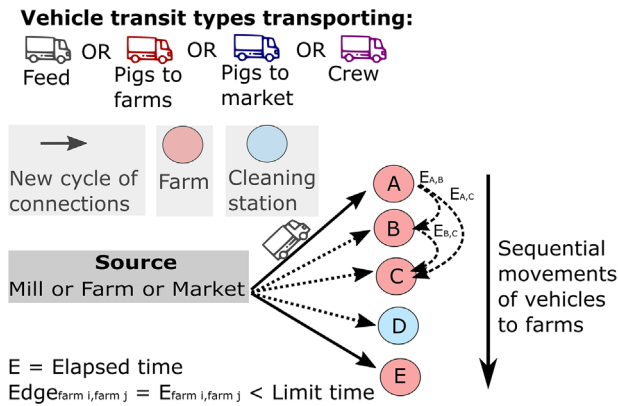 Vehicle transit types transporting:
OR OR OR
Feed Pigs to farms Pigs to market Crew
New cycle of connections
Farm
Cleaning station
A
B
C
D
E
EA,B
EA,C
EB,C
Source
Mill or Farm or Market
Sequential
movements
of vehicles
to farms
E = Elapsed time
Edgefarm i,farm j = Efarm i,farm j < Limit time